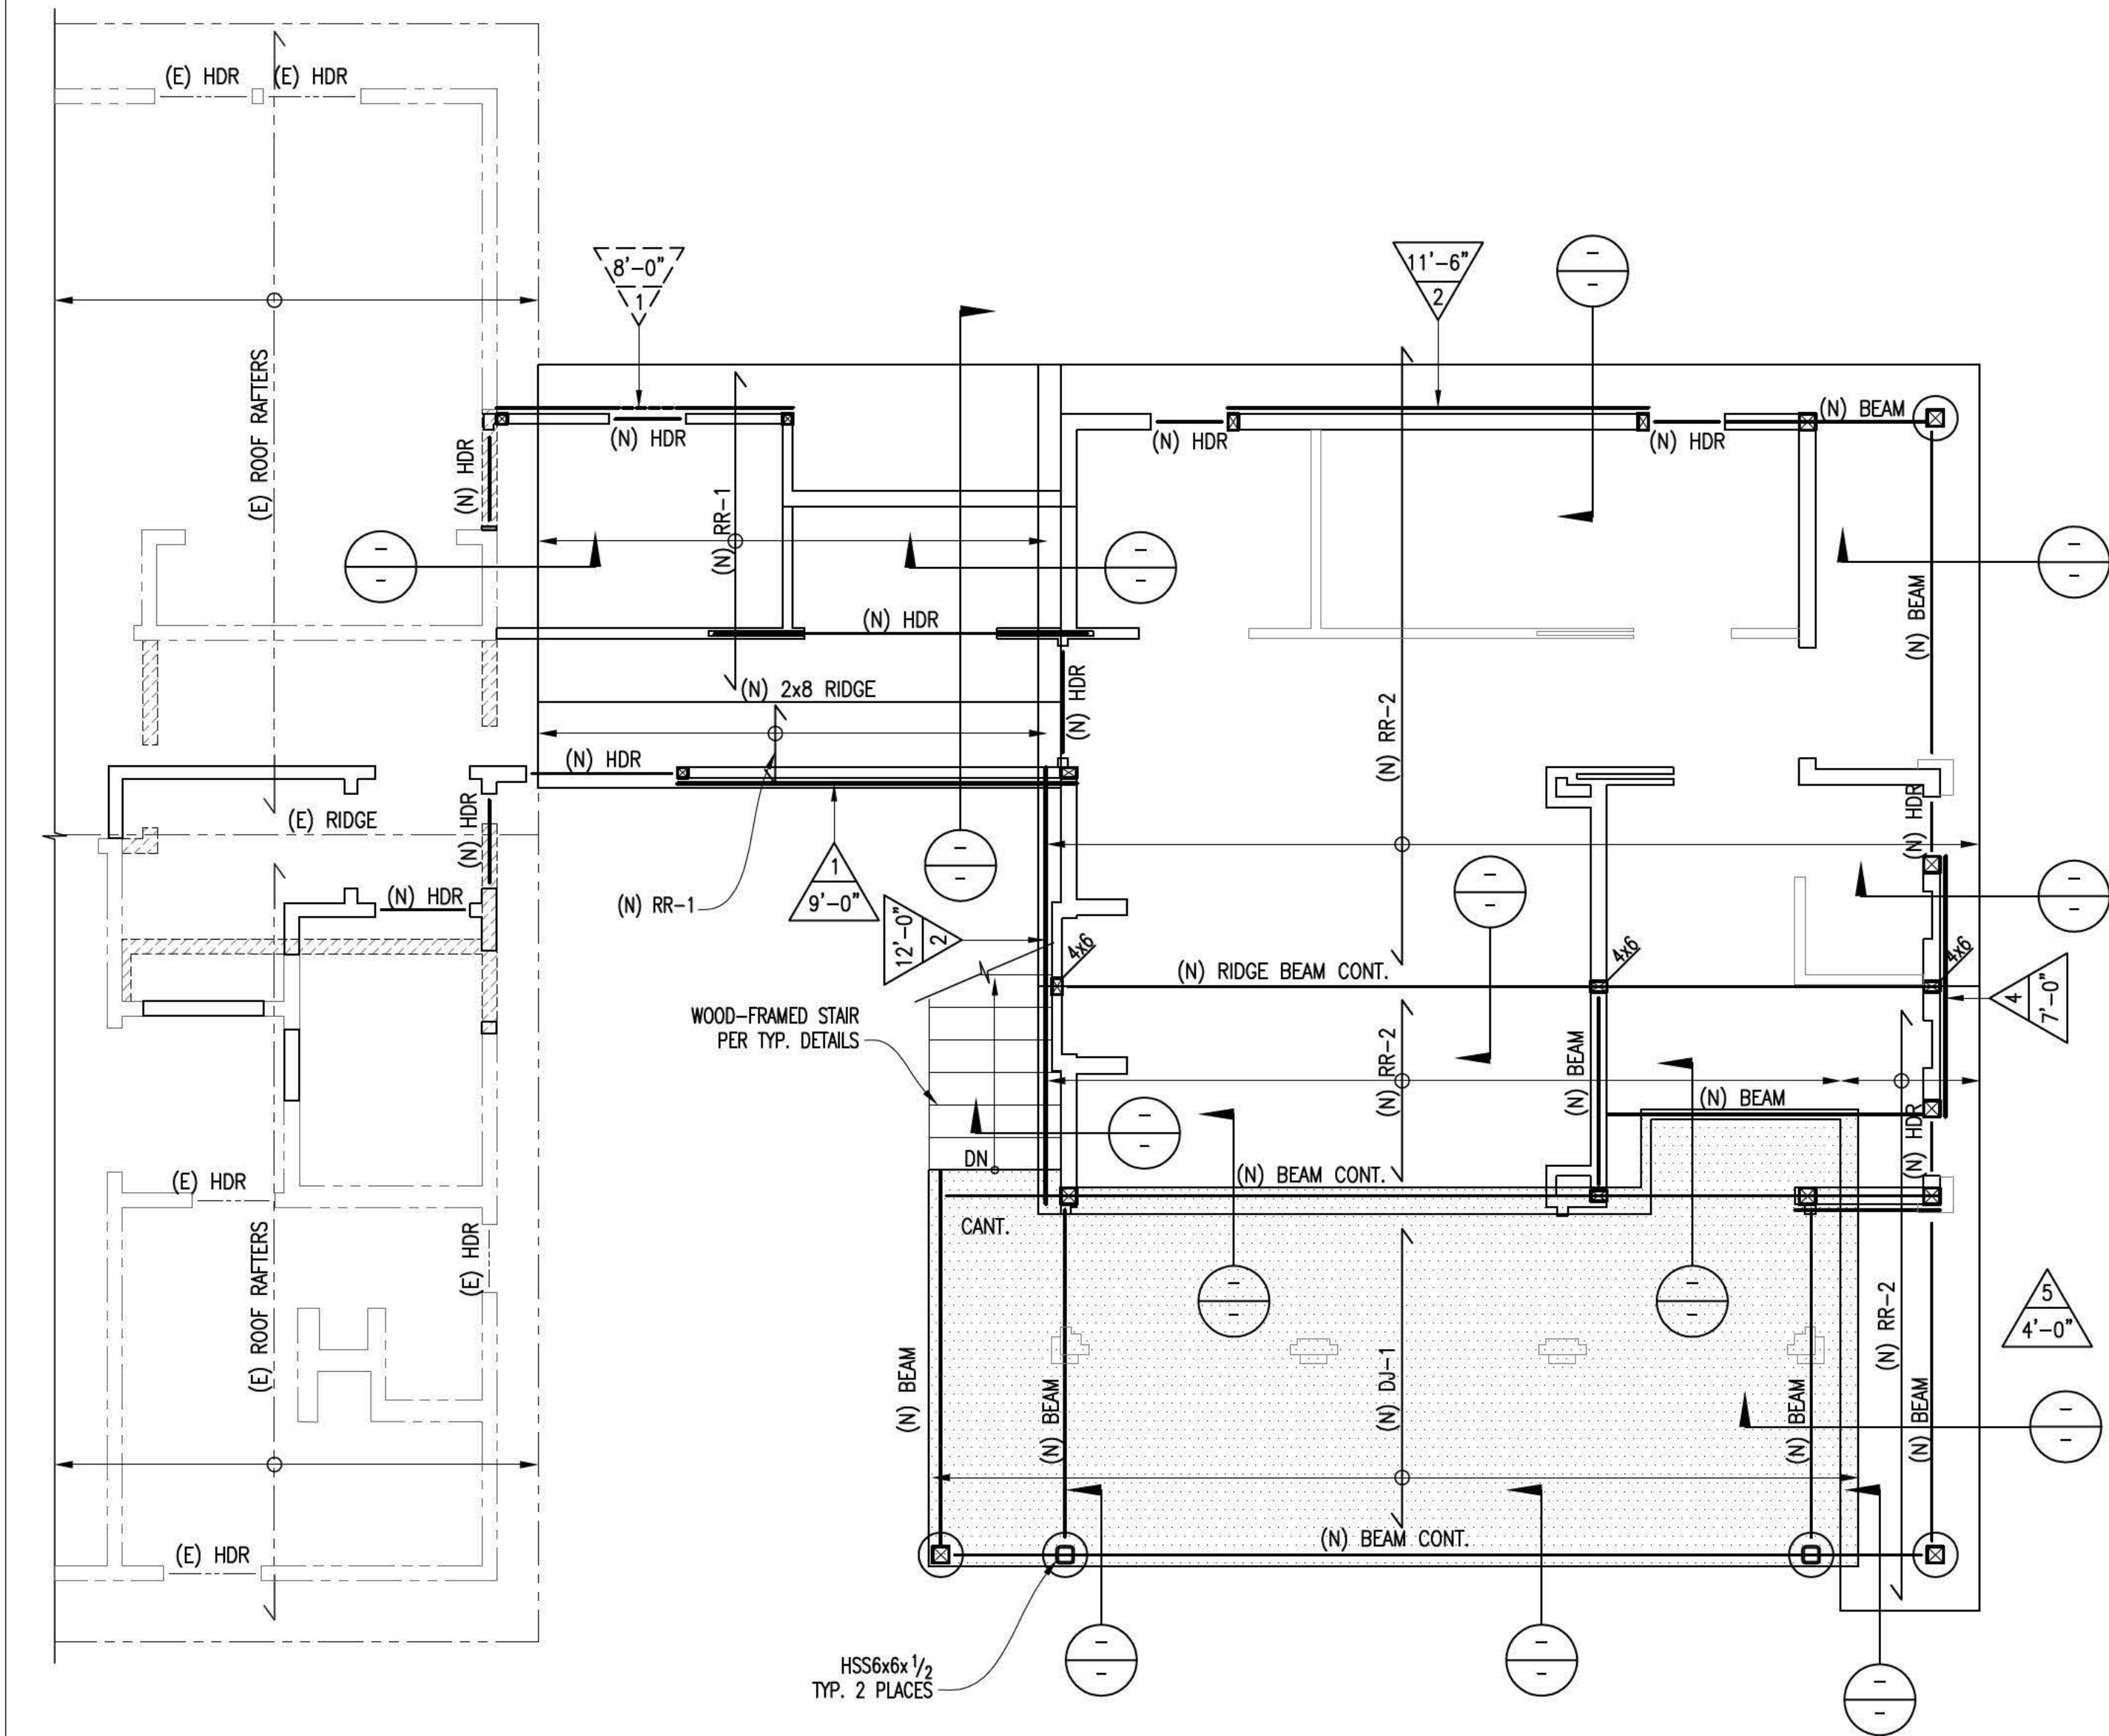 (E) HDR
(E) HDR
8'-0"
1
11'-6"
2
-
-
(E) ROOF RAFTERS
(N) HDR
(N) HDR
(N) RR-1
(N) HDR
(N) HDR
(N) BEAM
-
-
-
-
-
-
(N) HDR
(N) BEAM
(N) 2x8 RIDGE
(N) HDR
(N) RR-2
(N) HDR
(E) RIDGE
(N) HDR
(N) HDR
(N) HDR
(N) RR-1
1
9'-0"
-
-
12'-0"
2
-
-
-
-
4x6
(N) RIDGE BEAM CONT.
4x6
4x6
4
7'-0"
WOOD-FRAMED STAIR
PER TYP. DETAILS
(N) RR-2
(N) BEAM
(N) BEAM
(N) HDR
-
-
DN
(N) BEAM CONT.
(E) HDR
CANT.
(E) ROOF RAFTERS
(E) HDR
-
-
-
-
(N) RR-2
5
4'-0"
(N) BEAM
(N) BEAM
(N) DJ-1
(N) BEAM
(N) BEAM
-
-
(E) HDR
(N) BEAM CONT.
HSS6x6x1/2
TYP. 2 PLACES
-
-
-
-
-
-